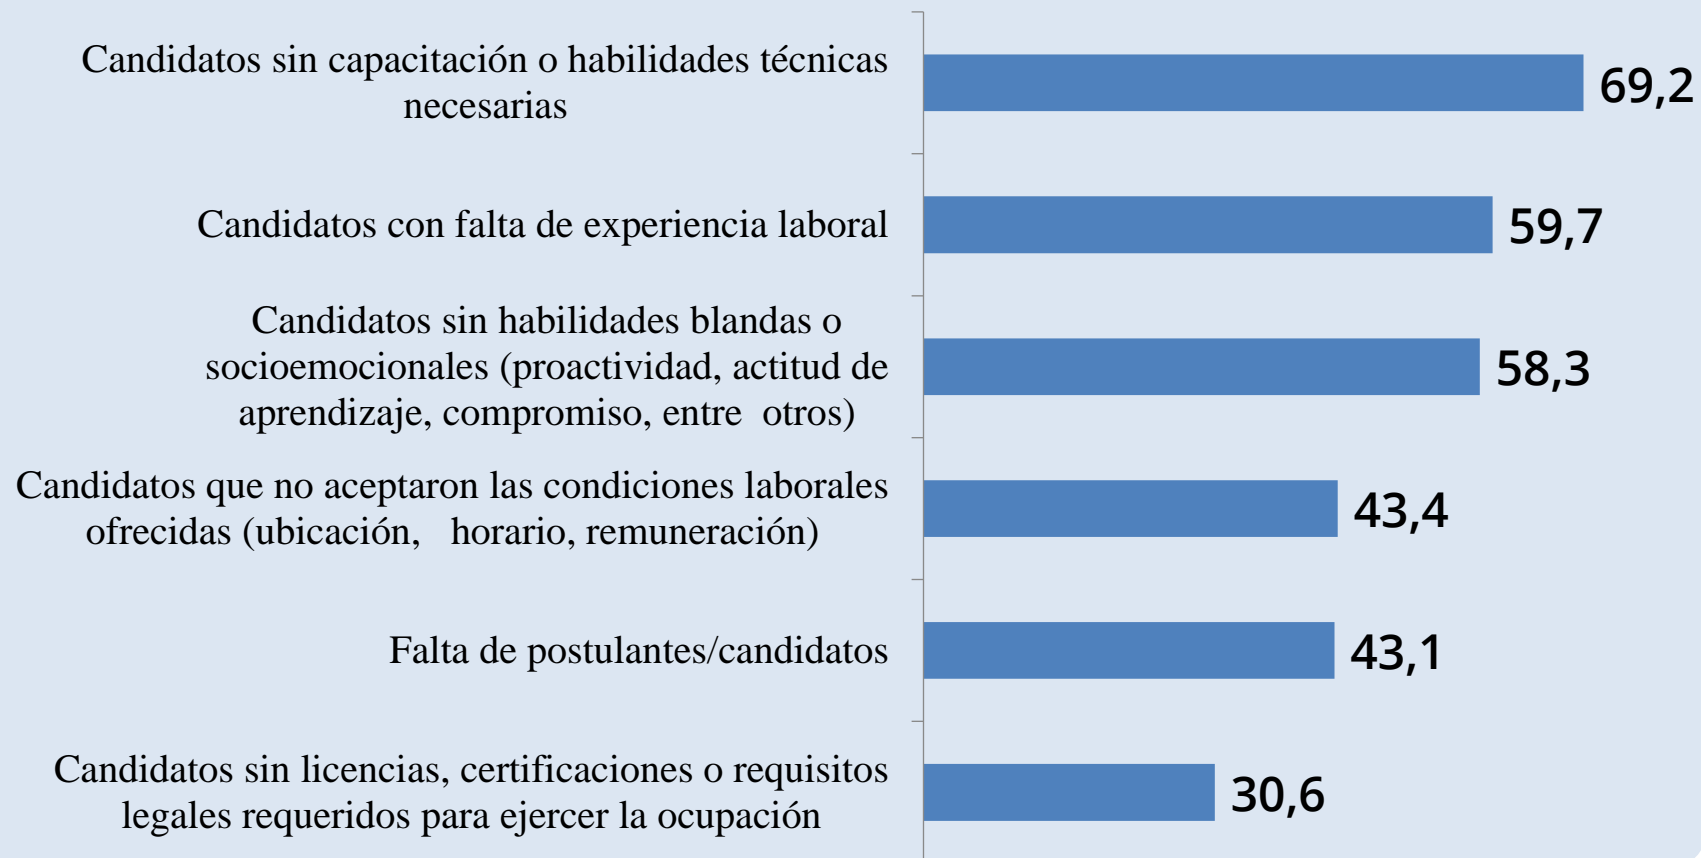 Candidatos sin capacitación o habilidades técnicas
necesarias
69,2
Candidatos con falta de experiencia laboral
59,7
Candidatos sin habilidades blandas o
socioemocionales (proactividad, actitud de
aprendizaje, compromiso, entre otros)
58,3
Candidatos que no aceptaron las condiciones laborales
ofrecidas (ubicación, horario, remuneración)
43,4
Falta de postulantes/candidatos
43,1
Candidatos sin licencias, certificaciones o requisitos
legales requeridos para ejercer la ocupación
30,6